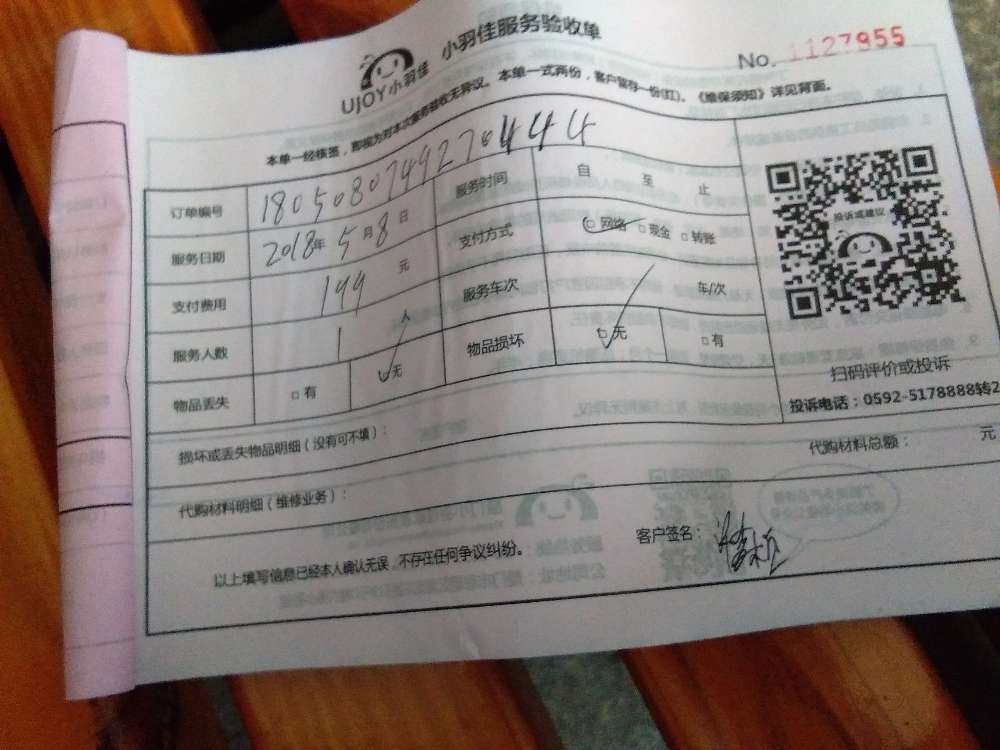 UJOY小羽佳 小羽佳服务验收单
No. 1127955
本单一经核签，即视为对本次服务验收无异议。本单一式两份，客户留存一份(红)。《维保须知》详见背面。
订单编号 1805080749270444 服务时间 自 至 止
服务日期 2018年 5月 8日 支付方式 □网络 □现金 □转账
支付费用 199 元 服务车次 车/次
服务人数 1 人 物品损坏 □无 □有
物品丢失 □有 □无
投诉或建议
扫码评价或投诉
投诉电话：0592-5178888转2
损坏或丢失物品明细（没有可不填）：
代购材料明细（维修业务）： 代购材料总额： 元
以上填写信息已经本人确认无误，不存在任何争议纠纷。 客户签名：